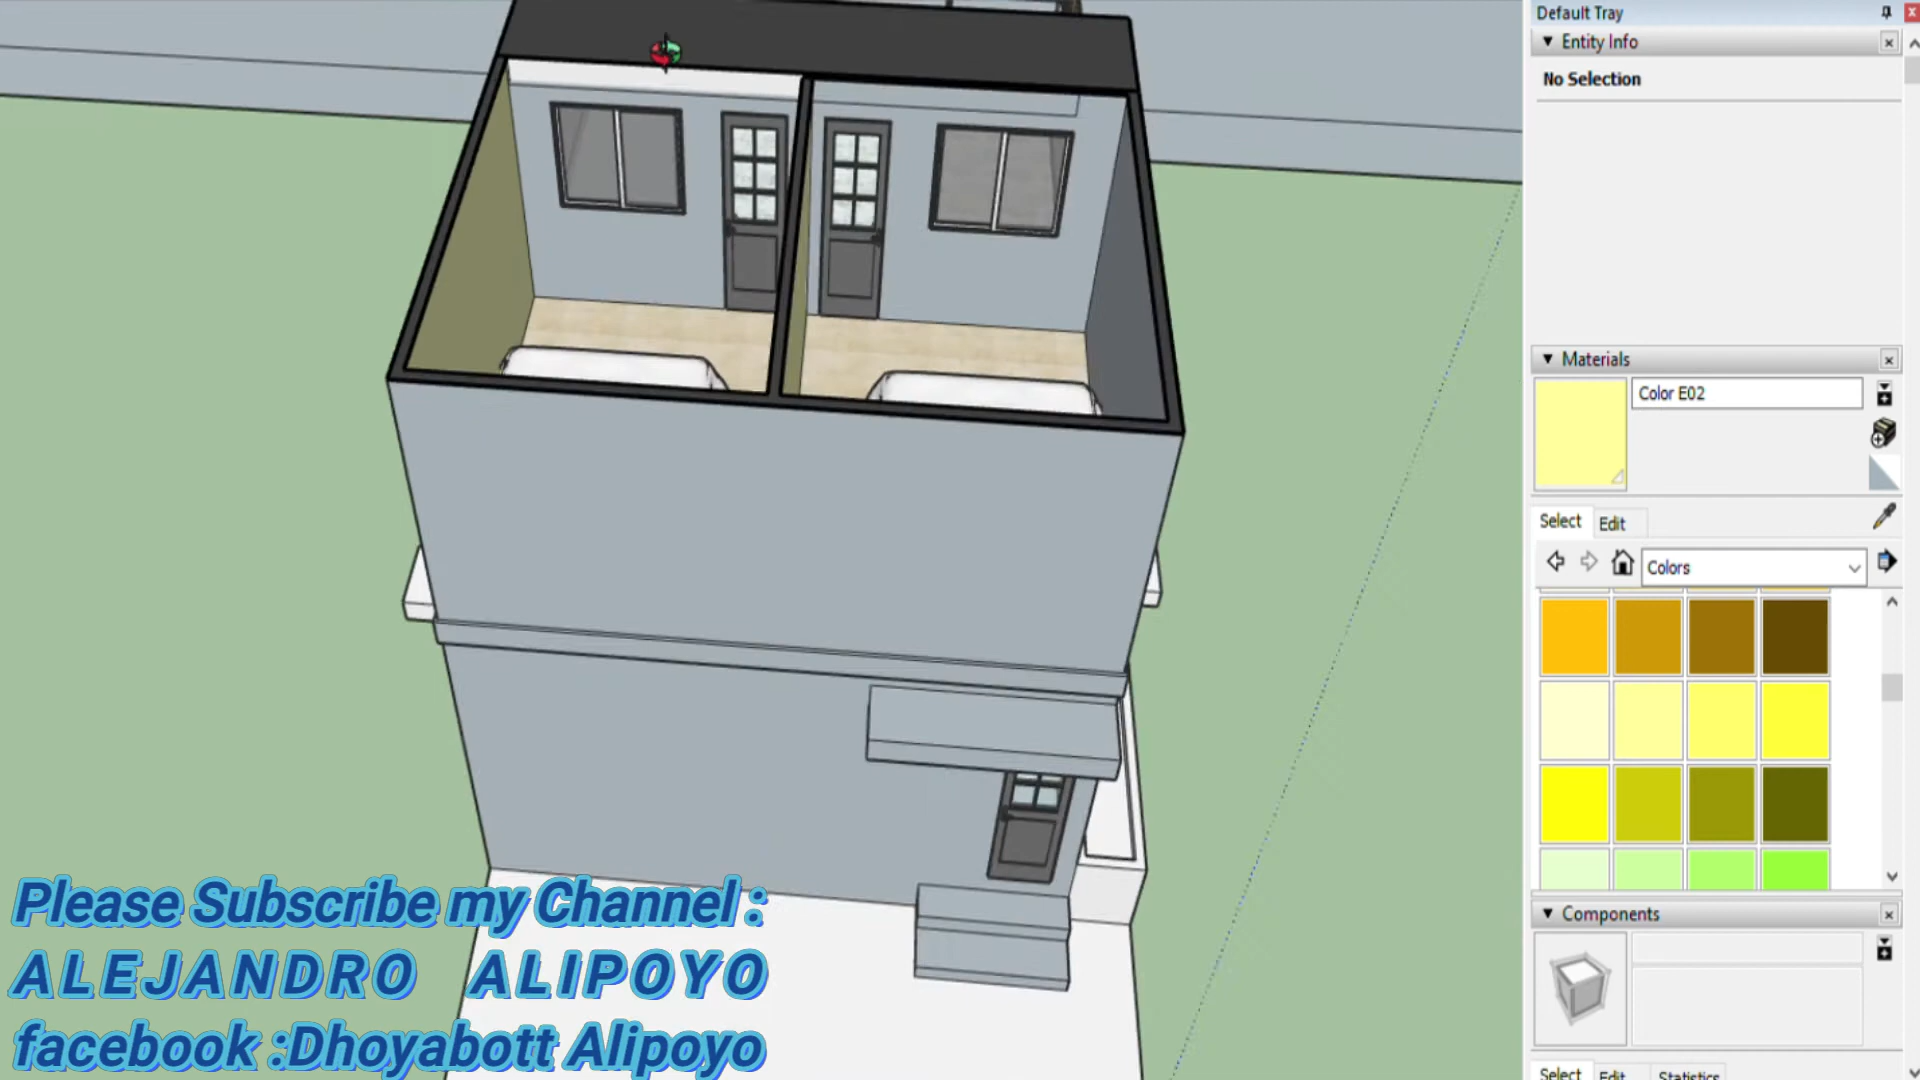 Default Tray
Entity Info
No Selection
Materials
Color E02
Select Edit
Colors
Components
Select Edit Statistics
Please Subscribe my Channel :
ALEJANDRO ALIPOYO
facebook :Dhoyabott Alipoyo